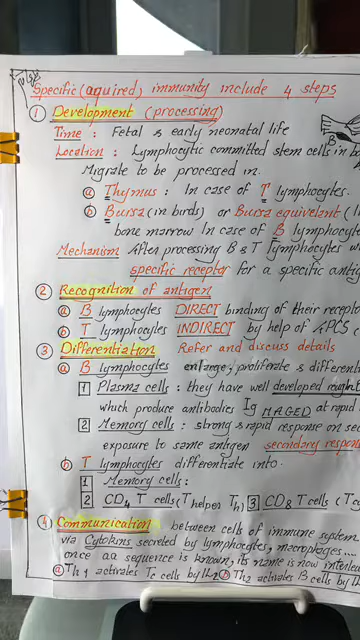 Specific (aquired) immunity include 4 steps
① Development (processing)
Time : Fetal & early neonatal life
Location : Lymphocytic committed stem cells in
Migrate to be processed in.
ⓐ Thymus : In case of T lymphocytes.
ⓑ Bursa (in birds) or Bursa equivalent
bone marrow In case of B lymphocyte
Mechanism After processing B & T lymphocytes
specific receptor for a specific antig
② Recognition of antigen
ⓐ B lymphocytes DIRECT binding of their recepto
ⓑ T lymphocytes INDIRECT by help of APCS
③ Differentiation Refer and discuss details
ⓐ B lymphocytes enlarge, proliferate & different
1 Plasma cells : they have well developed
which produce antibodies Ig MAGED at rapid
2 Memory cells : strong & rapid response on
exposure to same antigen secondary respons
ⓑ T lymphocytes differentiate into.
1 Memory cells :
2 CD4 T cells (T helper Th) 3 CD8 T cells (Tc
④ Communication between cells of immune system
via Cytokins secreted by lymphocytes, macrophages....
once aa sequence is known, its name is now interleu
ⓐ Th1 activates Tc cells by IL2 ⓑ Th2 activates B cells by
B